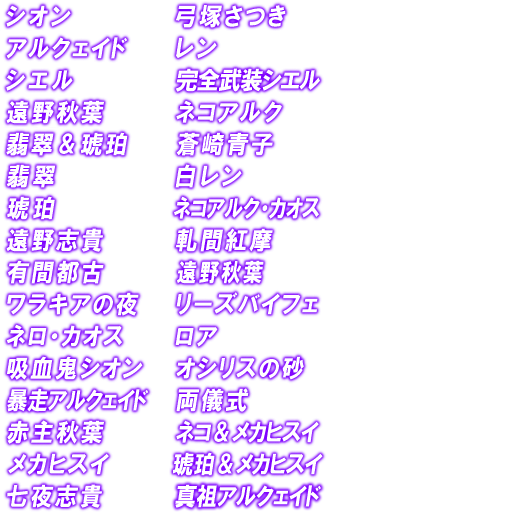 シオン
アルクェイド
シエル
遠野秋葉
翡翠＆琥珀
翡翠
琥珀
遠野志貴
有間都古
ワラキアの夜
ネロ・カオス
吸血鬼シオン
暴走アルクェイド
赤主秋葉
メカヒスイ
七夜志貴
弓塚さつき
レン
完全武装シエル
ネコアルク
蒼崎青子
白レン
ネコアルク・カオス
軋間紅摩
遠野秋葉
リーズバイフェ
ロア
オシリスの砂
両儀式
ネコ＆メカヒスイ
琥珀＆メカヒスイ
真祖アルクェイド